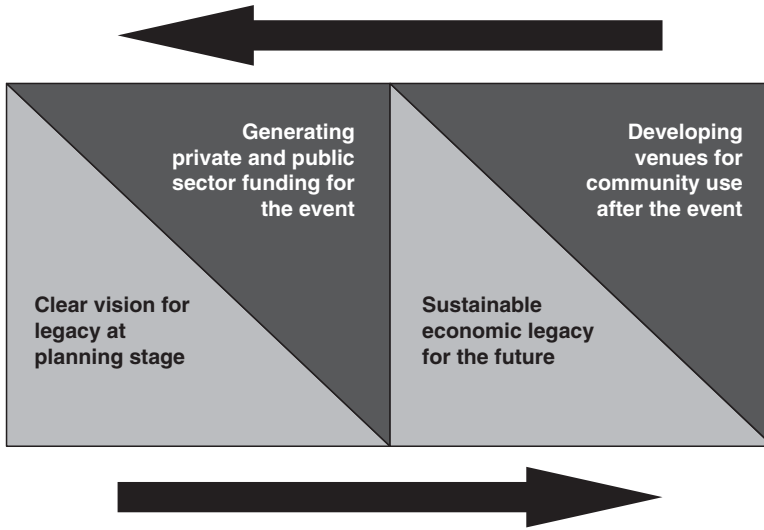 Generating
private and public
sector funding for
the event
Developing
venues for
community use
after the event
Clear vision for
legacy at
planning stage
Sustainable
economic legacy
for the future